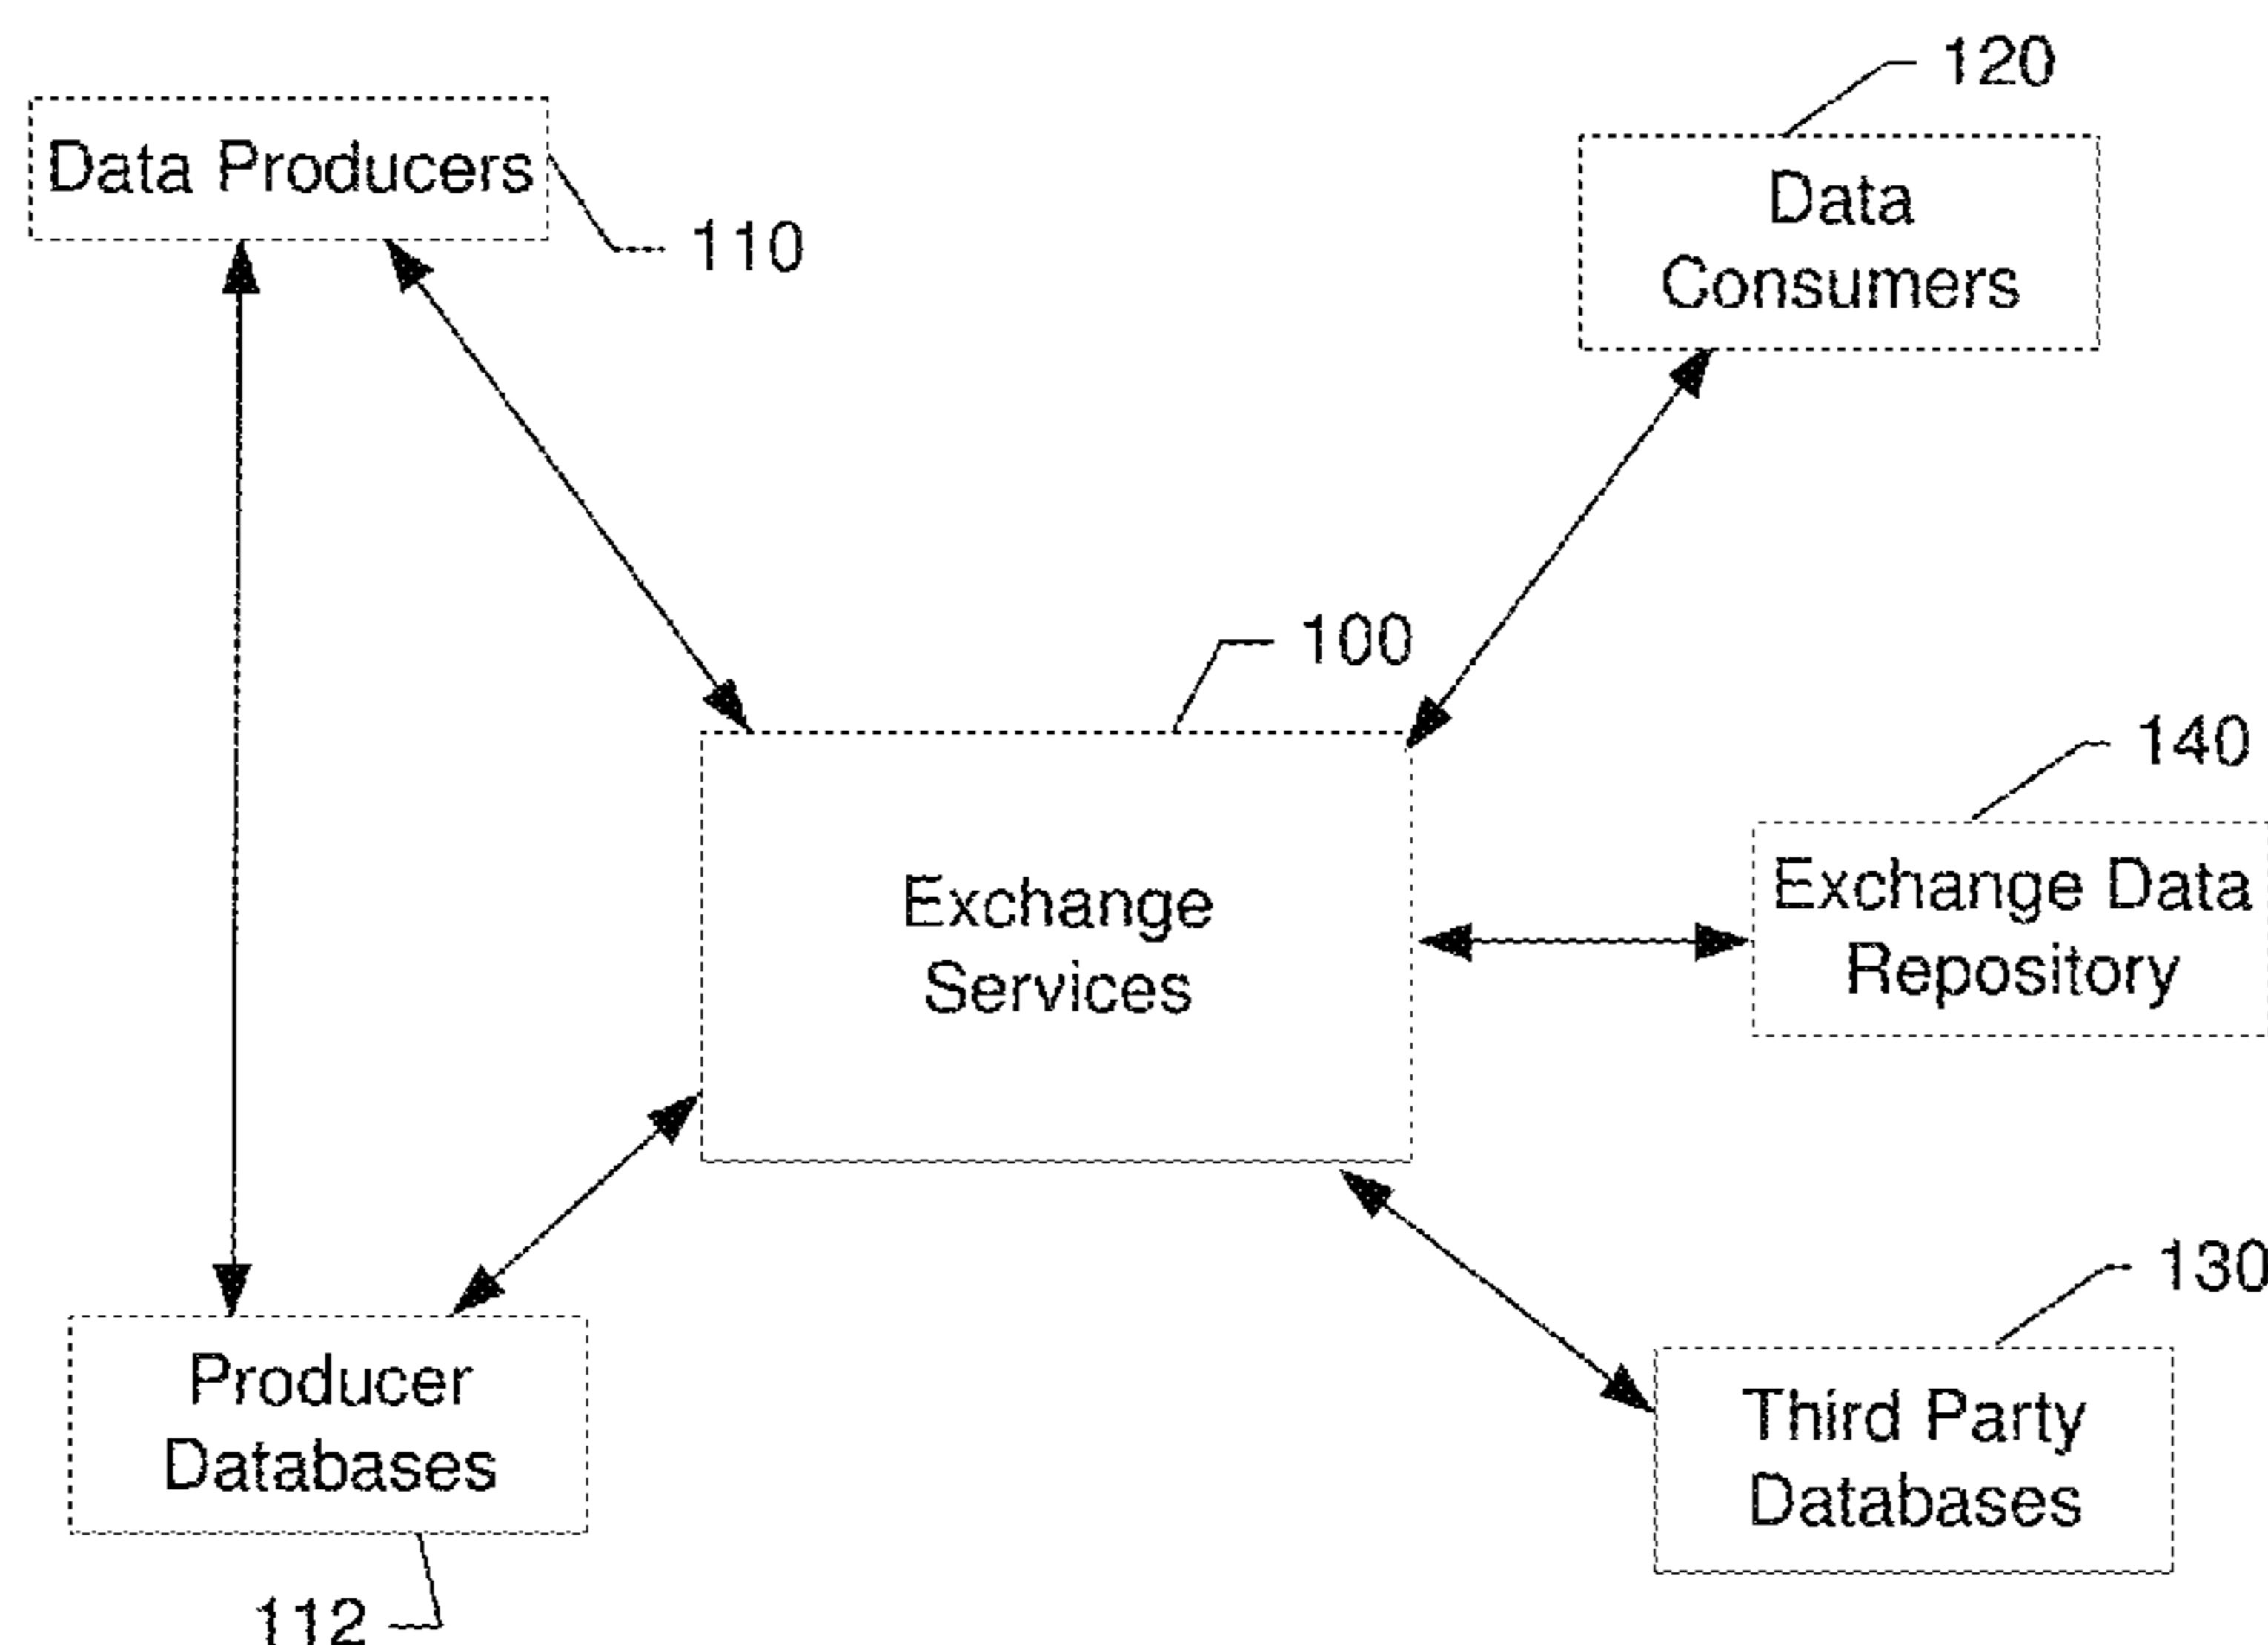 120
Data Producers
Data
Consumers
110
100
140
Exchange
Services
Exchange Data
Repository
130
Producer
Databases
Third Party
Databases
112